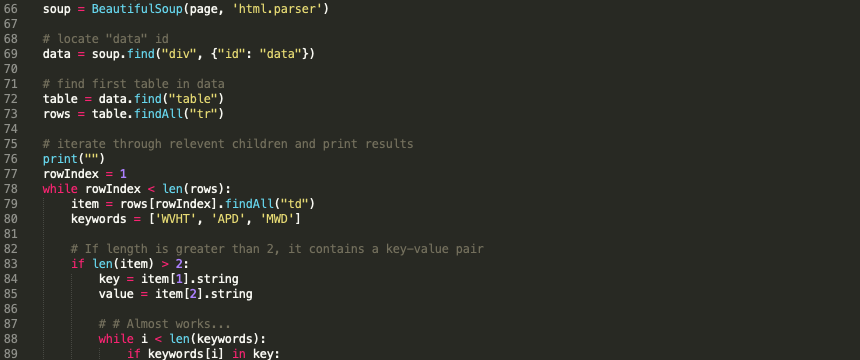 66 soup = BeautifulSoup(page, 'html.parser')
67
68 # locate "data" id
69 data = soup.find("div", {"id": "data"})
70
71 # find first table in data
72 table = data.find("table")
73 rows = table.findAll("tr")
74
75 # iterate through relevent children and print results
76 print("")
77 rowIndex = 1
78 while rowIndex < len(rows):
79     item = rows[rowIndex].findAll("td")
80     keywords = ['WVHT', 'APD', 'MWD']
81
82     # If length is greater than 2, it contains a key-value pair
83     if len(item) > 2:
84         key = item[1].string
85         value = item[2].string
86
87         # # Almost works...
88         while i < len(keywords):
89             if keywords[i] in key: